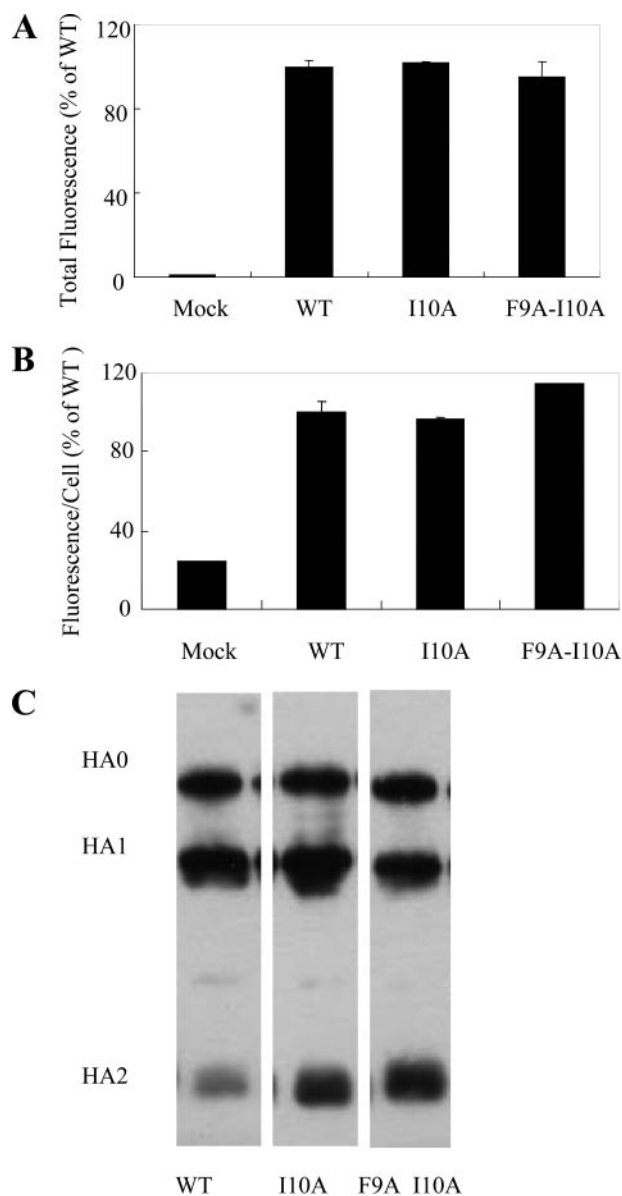 A
Total Fluorescence (% of WT)
120
80
40
0
Mock WT I10A F9A-I10A
B
Fluorescence/Cell (% of WT )
120
80
40
0
Mock WT I10A F9A-I10A
C
HA0
HA1
HA2
WT I10A F9A I10A